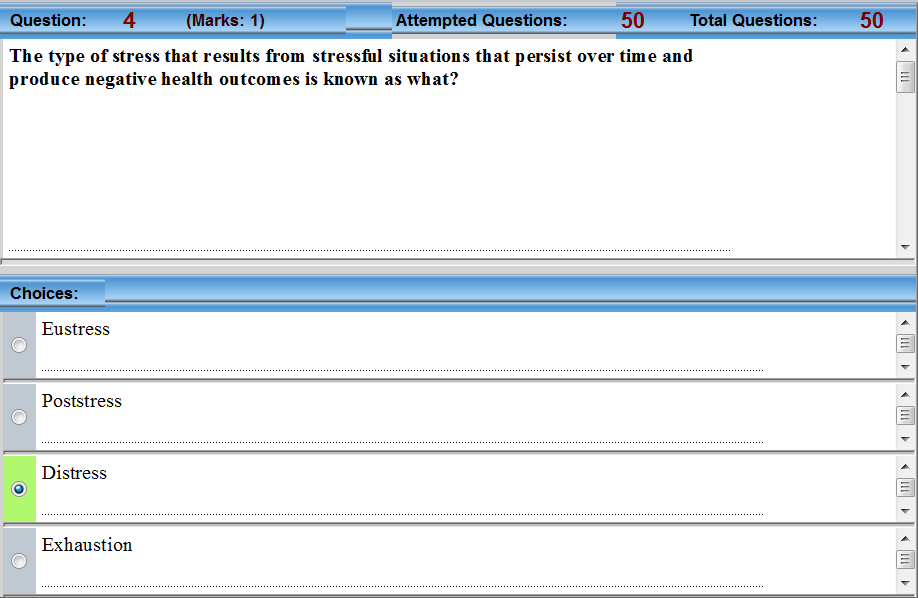 Question: 4 (Marks: 1) Attempted Questions: 50 Total Questions: 50
The type of stress that results from stressful situations that persist over time and
produce negative health outcomes is known as what?
Choices:
Eustress
Poststress
Distress
Exhaustion